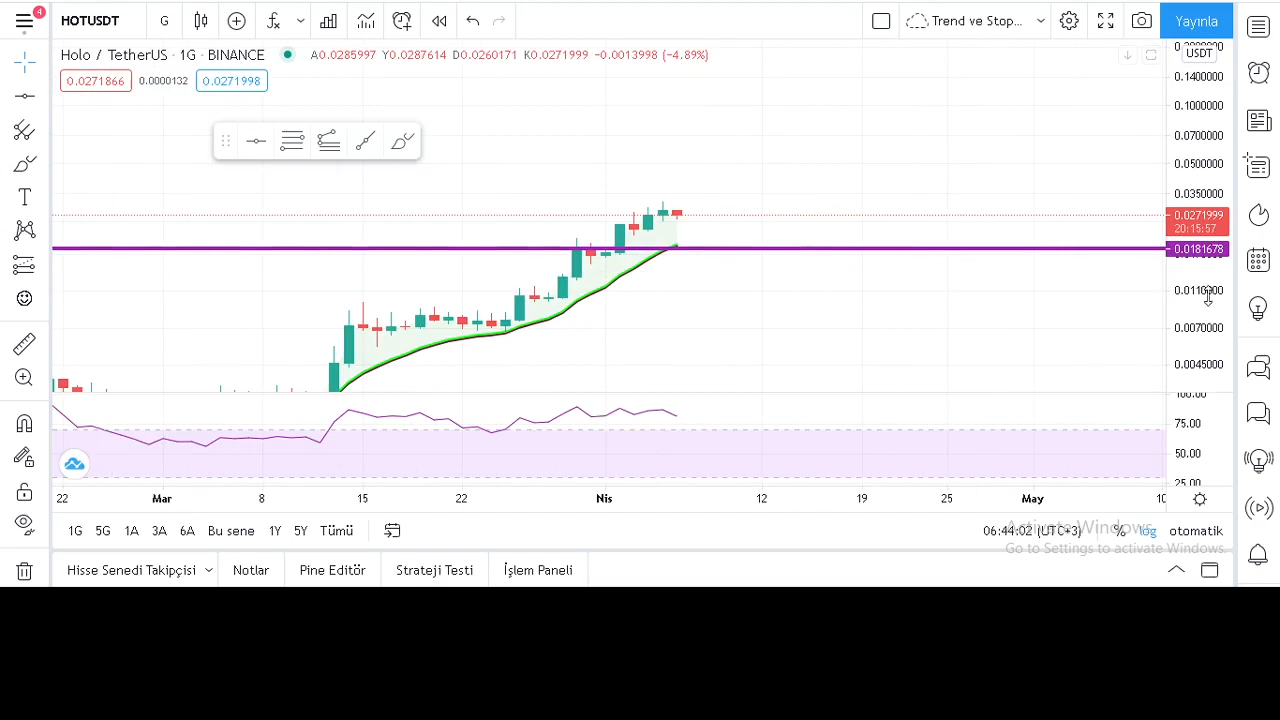 4
HOTUSDT G Trend ve Stop... Yayınla
Holo / TetherUS · 1G · BINANCE A0.0285997 Y0.0287614 D0.0260171 K0.0271999 −0.0013998 (−4.89%)
0.0271866 0.0000132 0.0271998
USDT
0.1400000
0.1000000
0.0700000
0.0500000
0.0350000
0.0271999
20:15:57
0.0181678
0.0070000
0.0045000
100.00
75.00
50.00
25.00
22 Mar 8 15 22 Nis 12 19 25 May 10
1G 5G 1A 3A 6A Bu sene 1Y 5Y Tümü 06:44:02 (UTC+3) % log otomatik
Activate Windows
Go to Settings to activate Windows.
Hisse Senedi Takipçisi Notlar Pine Editör Strateji Testi İşlem Paneli